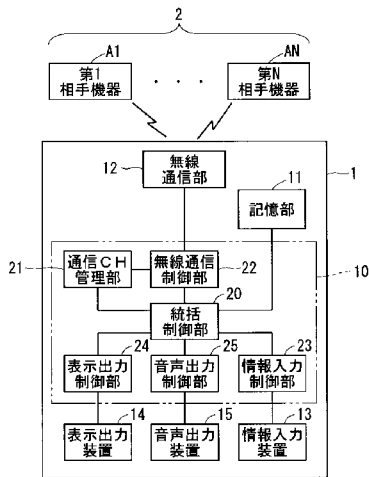 2
A1
AN
第1
相手機器
・・・
第N
相手機器
12
無線
通信部
11
記憶部
1
21
通信CH
管理部
無線通信
制御部
22
10
20
統括
制御部
24
25
23
表示出力
制御部
音声出力
制御部
情報入力
制御部
14
15
13
表示出力
装置
音声出力
装置
情報入力
装置